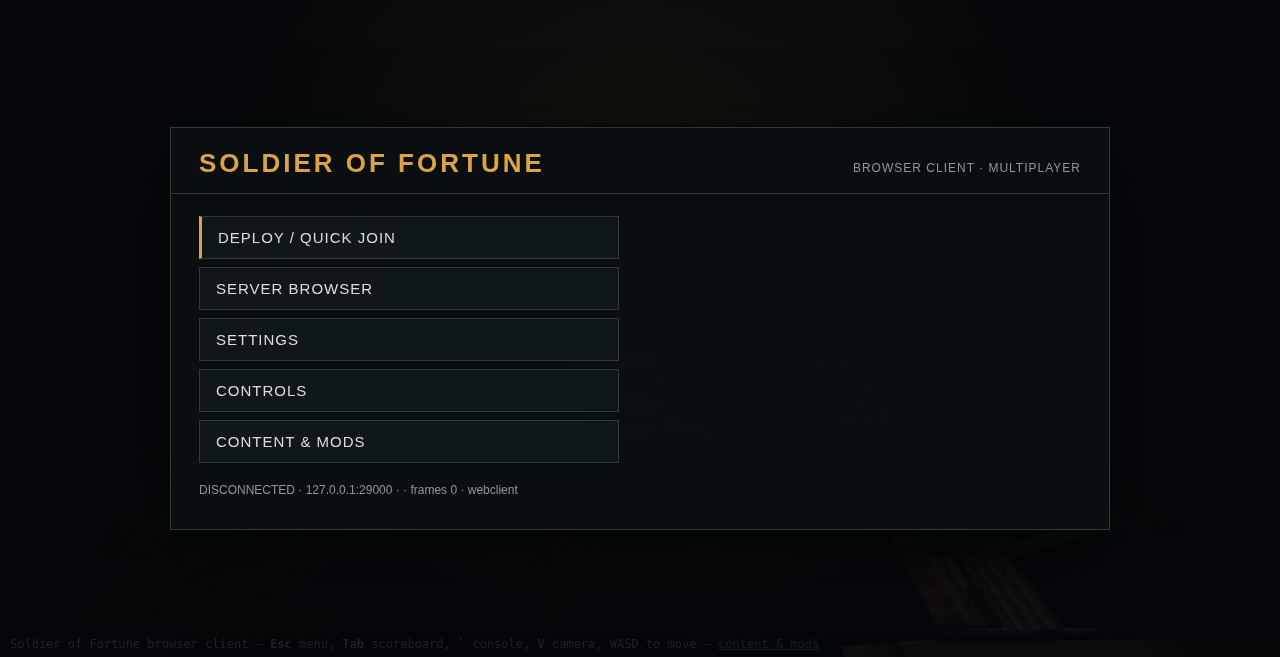 SOLDIER OF FORTUNE
BROWSER CLIENT · MULTIPLAYER
DEPLOY / QUICK JOIN
SERVER BROWSER
SETTINGS
CONTROLS
CONTENT & MODS
DISCONNECTED · 127.0.0.1:29000 · · frames 0 · webclient
Soldier of Fortune browser client — Esc menu, Tab scoreboard, ` console, V camera, WASD to move — content & mods